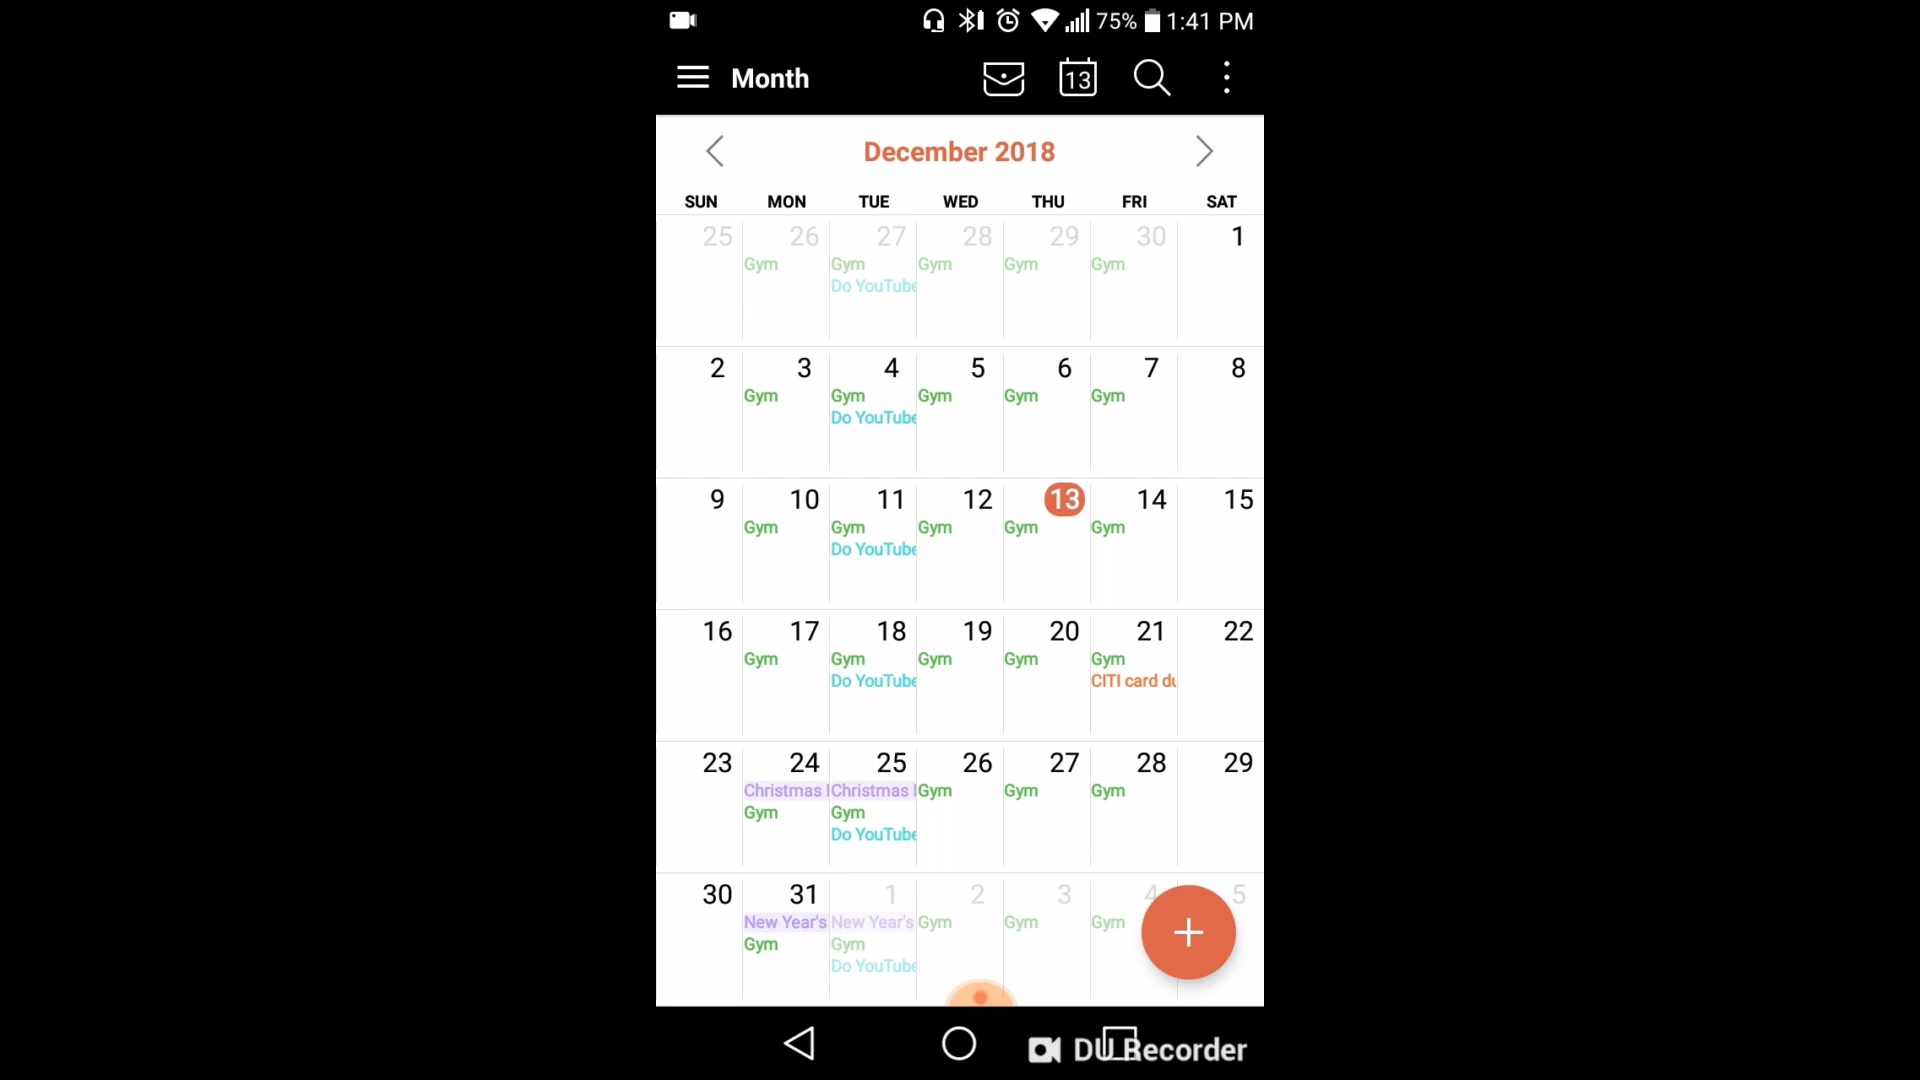 75% 1:41 PM
Month 13
December 2018
SUN MON TUE WED THU FRI SAT
25 26 27 28 29 30 1
Gym Gym Gym Gym Gym
Do YouTube
2 3 4 5 6 7 8
Gym Gym Gym Gym Gym
Do YouTube
9 10 11 12 13 14 15
Gym Gym Gym Gym Gym
Do YouTube
16 17 18 19 20 21 22
Gym Gym Gym Gym Gym
Do YouTube CITI card du
23 24 25 26 27 28 29
Christmas Christmas Gym Gym Gym
Gym Gym
Do YouTube
30 31 1 2 3 4 5
New Year's New Year's Gym Gym Gym
Gym Gym
Do YouTube
DU Recorder